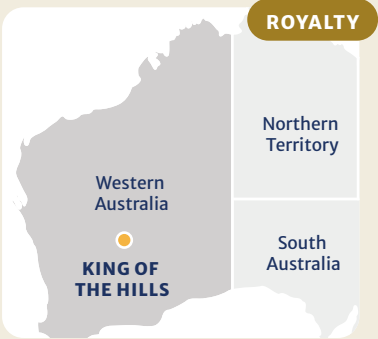 ROYALTY
Northern
Territory
Western
Australia
South
Australia
KING OF
THE HILLS